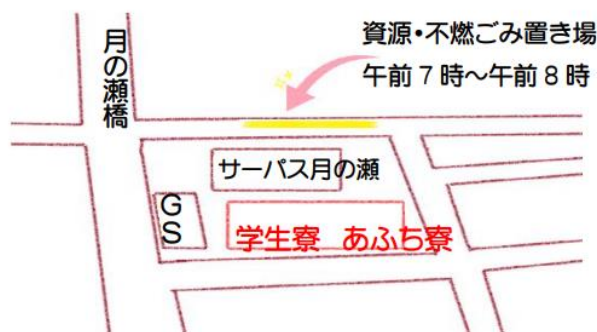 資源・不燃ごみ置き場
午前７時～午前８時
月の瀬橋
サーパス月の瀬
GS
学生寮　あふち寮